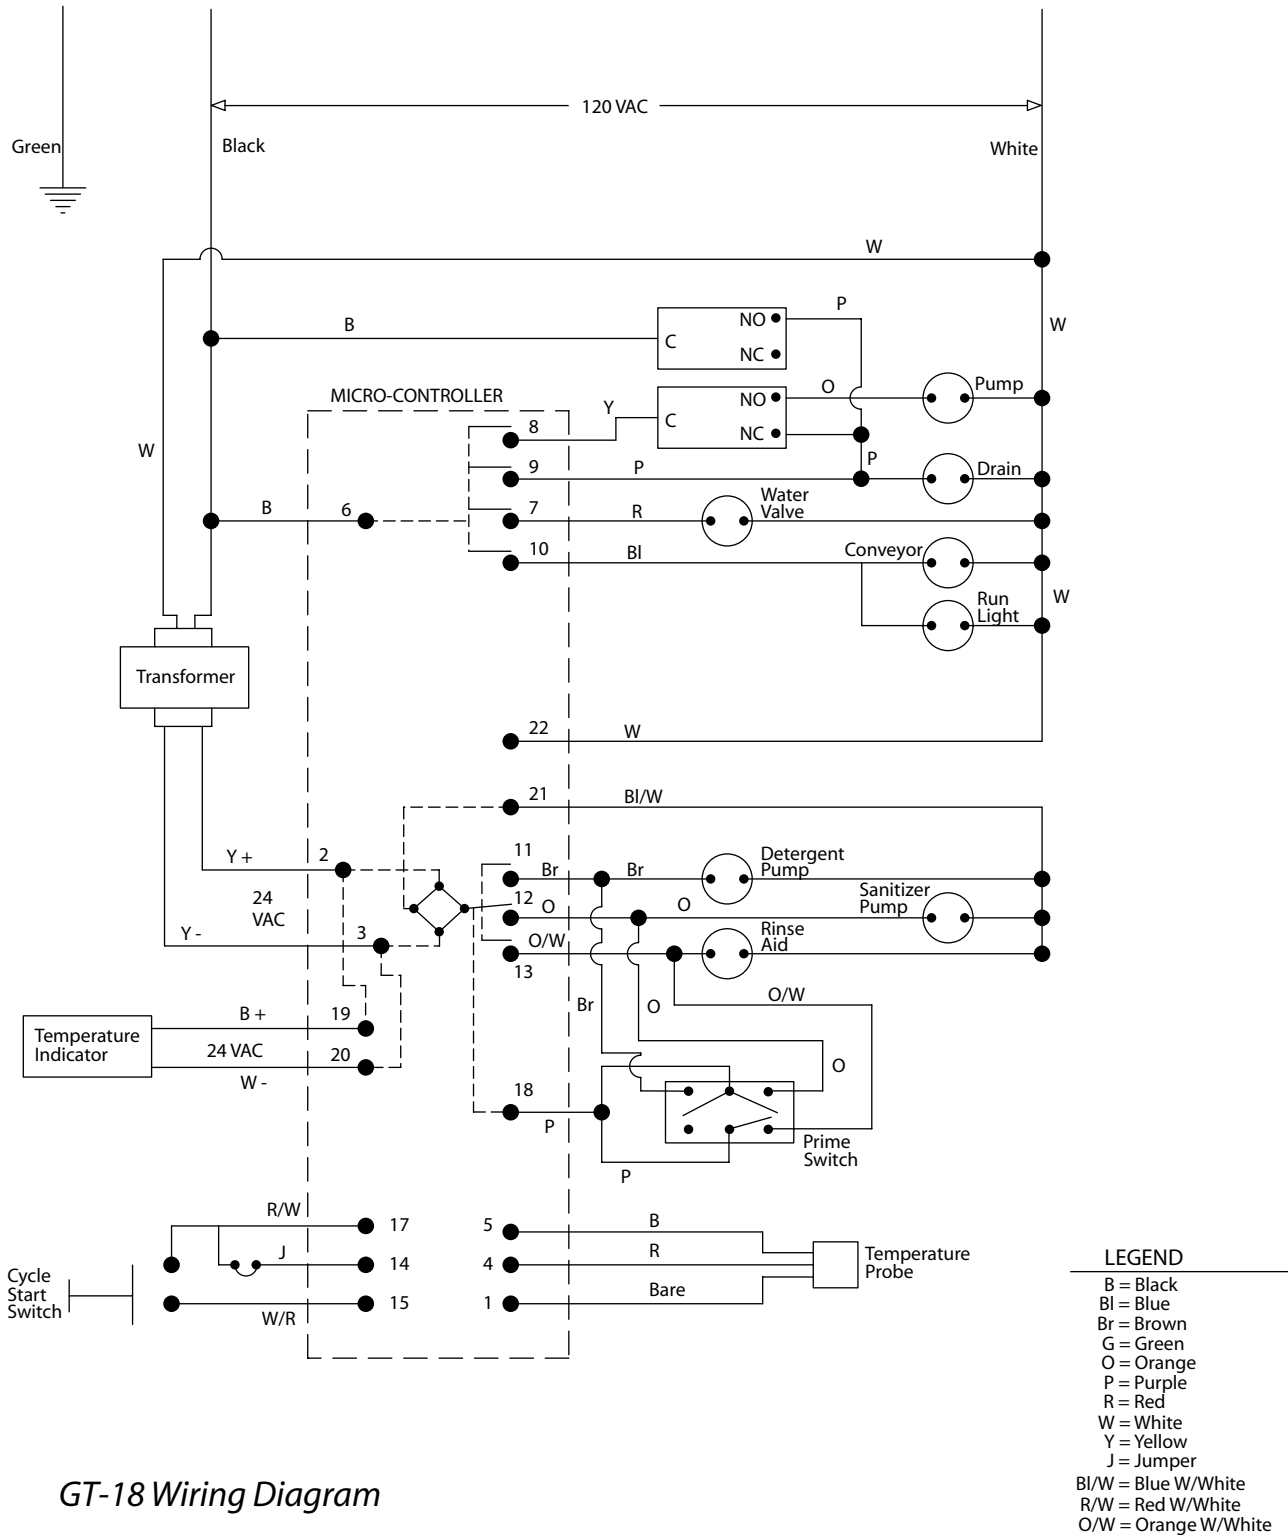 120 VAC
Green
Black
White
W
B
C
NO
NC
P
W
MICRO-CONTROLLER
Y
C
NO
NC
O
Pump
W
8
9
P
P
Drain
B
6
7
R
Water
Valve
10
Bl
Conveyor
Run
Light
W
Transformer
22
W
21
Bl/W
Y +
2
24
VAC
Y -
3
11
Br
Br
Detergent
Pump
12
O
O
Sanitizer
Pump
O/W
13
Rinse
Aid
Br
O
O/W
O
Temperature
Indicator
B +
19
24 VAC
20
W -
18
P
P
Prime
Switch
Cycle
Start
Switch
R/W
17
J
14
W/R
15
5
B
4
R
1
Bare
Temperature
Probe
LEGEND
B = Black
Bl = Blue
Br = Brown
G = Green
O = Orange
P = Purple
R = Red
W = White
Y = Yellow
J = Jumper
Bl/W = Blue W/White
R/W = Red W/White
O/W = Orange W/White
GT-18 Wiring Diagram